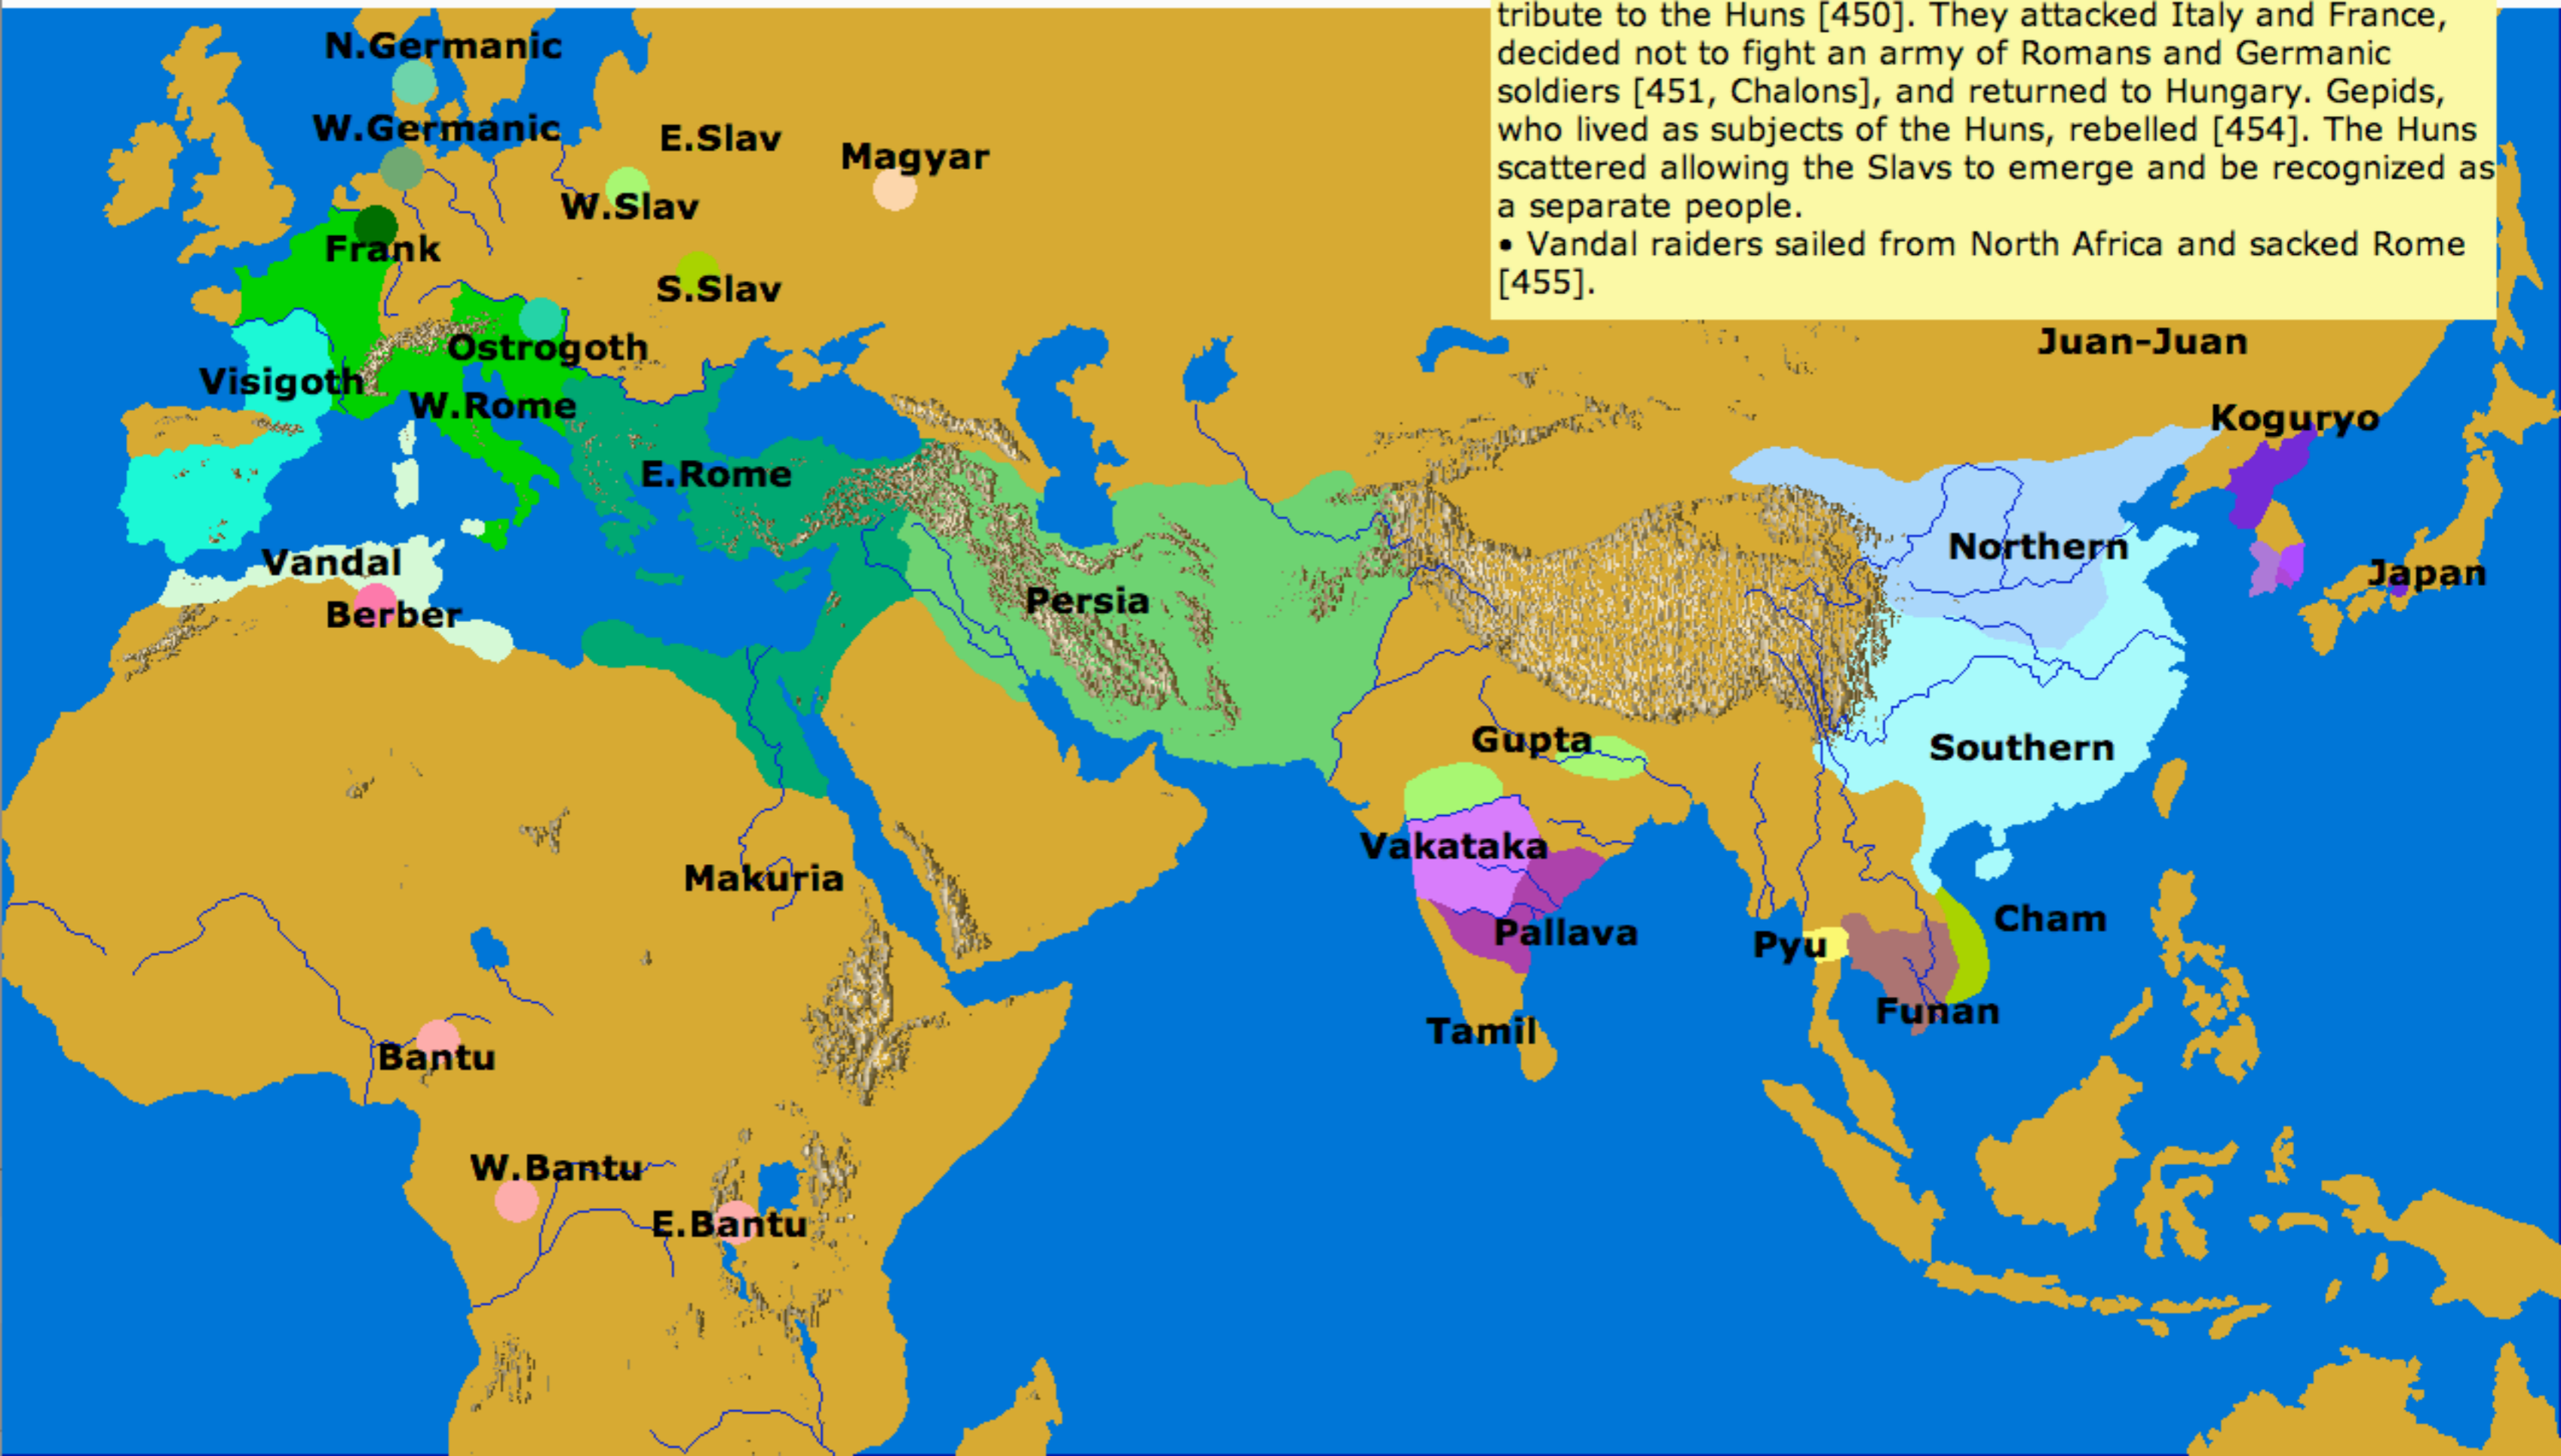 tribute to the Huns [450]. They attacked Italy and France,
decided not to fight an army of Romans and Germanic
soldiers [451, Chalons], and returned to Hungary. Gepids,
who lived as subjects of the Huns, rebelled [454]. The Huns
scattered allowing the Slavs to emerge and be recognized as
a separate people.
• Vandal raiders sailed from North Africa and sacked Rome
[455].
N.Germanic
W.Germanic
E.Slav
Magyar
W.Slav
Frank
S.Slav
Juan-Juan
Ostrogoth
Visigoth
W.Rome
Koguryo
E.Rome
Northern
Vandal
Japan
Persia
Berber
Gupta
Southern
Vakataka
Makuria
Cham
Pallava
Pyu
Funan
Tamil
Bantu
W.Bantu
E.Bantu